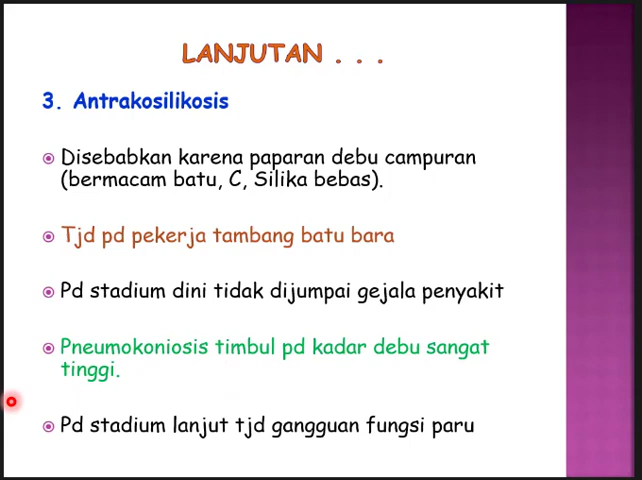 LANJUTAN . . .
3. Antrakosilikosis
Disebabkan karena paparan debu campuran
(bermacam batu, C, Silika bebas).
Tjd pd pekerja tambang batu bara
Pd stadium dini tidak dijumpai gejala penyakit
Pneumokoniosis timbul pd kadar debu sangat
tinggi.
Pd stadium lanjut tjd gangguan fungsi paru